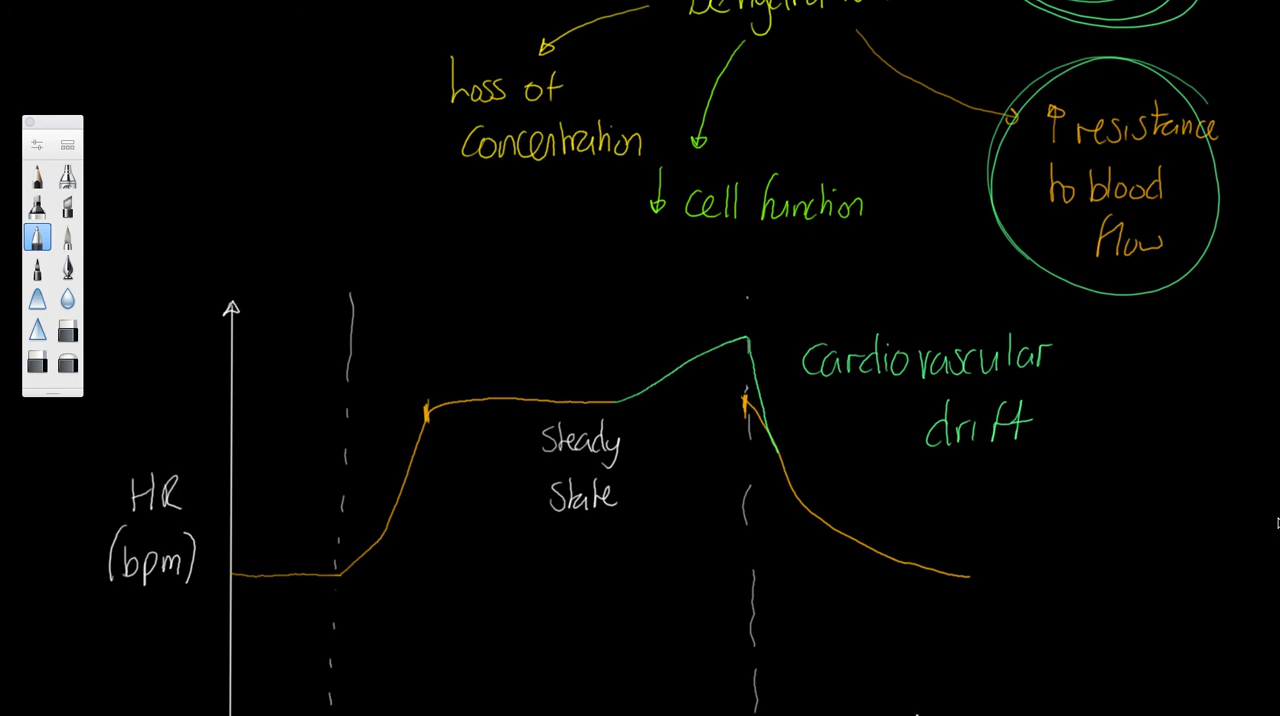 Loss of
concentration
↓ cell function
↑ resistance
to blood
flow
Cardiovascular
drift
Steady
State
HR
(bpm)